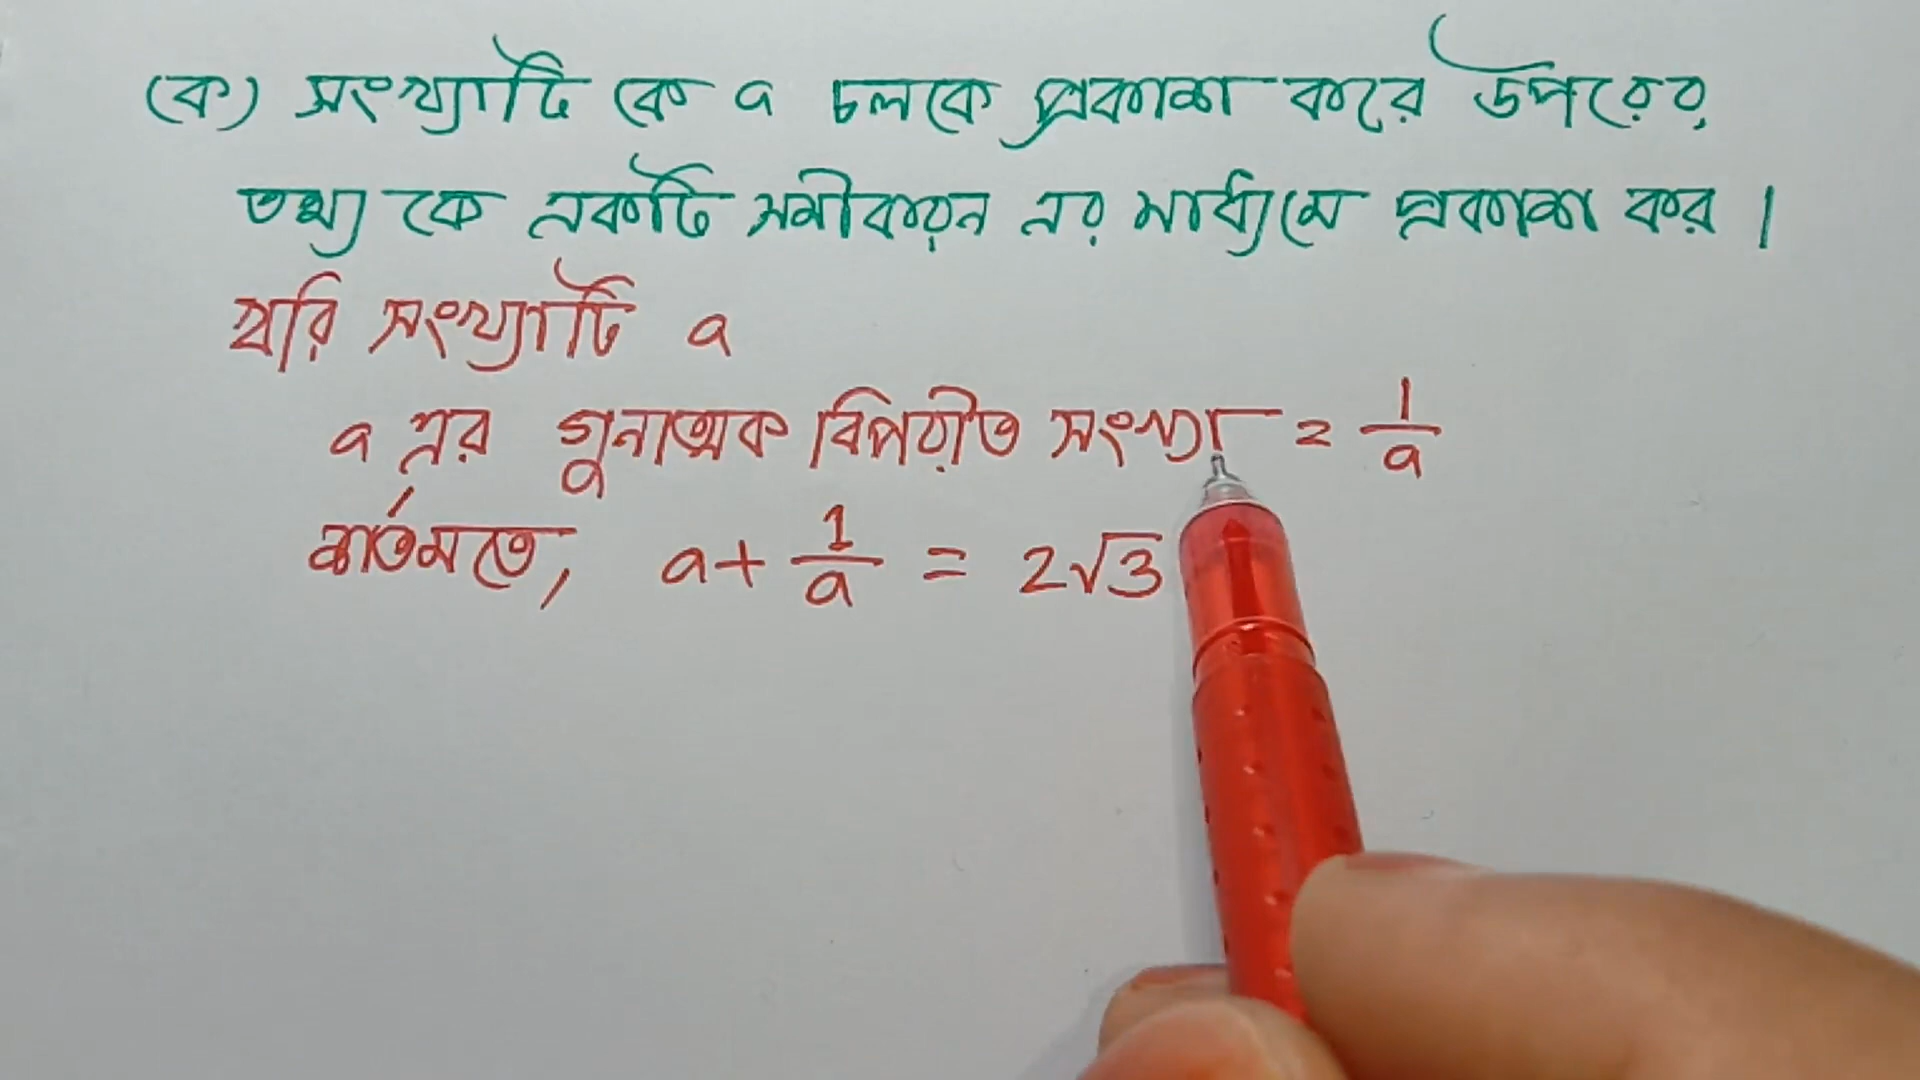 (ক) সংখ্যাটি কে a চলকে প্রকাশ করে উপরের
তথ্য কে একটি সমীকরন এর মাধ্যমে প্রকাশ কর ।
ধরি সংখ্যাটি a
a এর গুনাত্মক বিপরীত সংখ্যা = 1/a
শর্তমতে, a + 1/a = 2√3